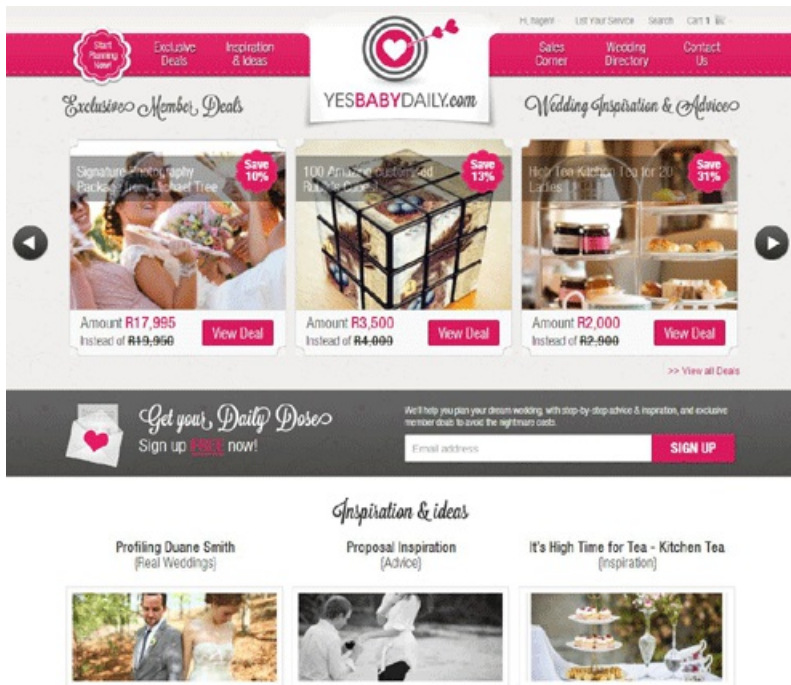 Hi, hagent
List Your Service
Search
Cart 1
Start
Planning
Now!
Exclusive
Deals
Inspiration
& Ideas
YESBABYDAILY.com
Sales
Corner
Wedding
Directory
Contact
Us
Exclusive Member Deals
Wedding Inspiration & Advice
Signature Photography
Package from Michael Tree
Save
10%
Amount R17,995
Instead of R19,950
View Deal
100 Amazing customised
Rubik's Cubes!
Save
13%
Amount R3,500
Instead of R4,000
View Deal
High Tea Kitchen Tea for 20
Ladies
Save
31%
Amount R2,000
Instead of R2,900
View Deal
>> View all Deals
Get your Daily Dose
Sign up FREE now!
We'll help you plan your dream wedding, with step-by-step advice & inspiration, and exclusive
member deals to avoid the nightmare costs.
Email address
SIGN UP
Inspiration & ideas
Profiling Duane Smith
{Real Weddings}
Proposal Inspiration
{Advice}
It's High Time for Tea - Kitchen Tea
{Inspiration}